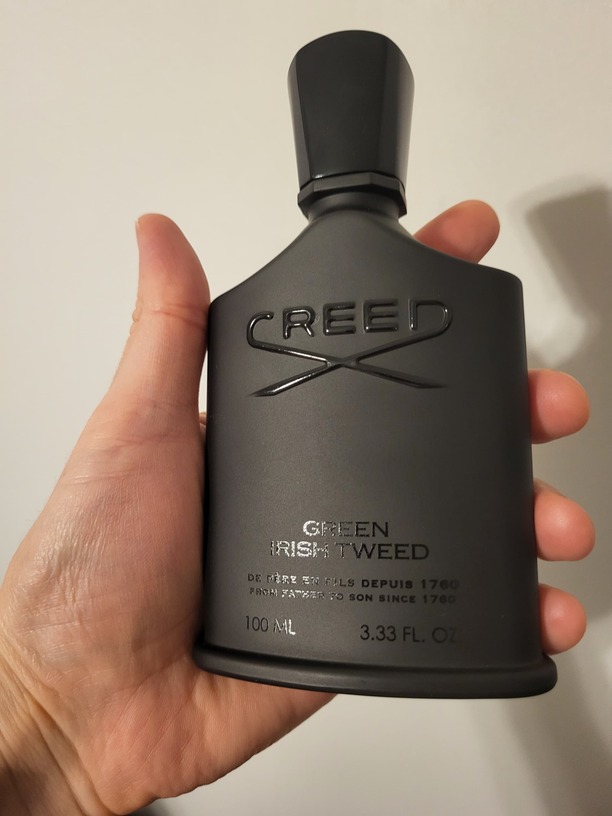 CREED
GREEN
IRISH TWEED
DE PÈRE EN FILS DEPUIS 1760
FROM FATHER TO SON SINCE 1760
100 ML 3.33 FL. OZ